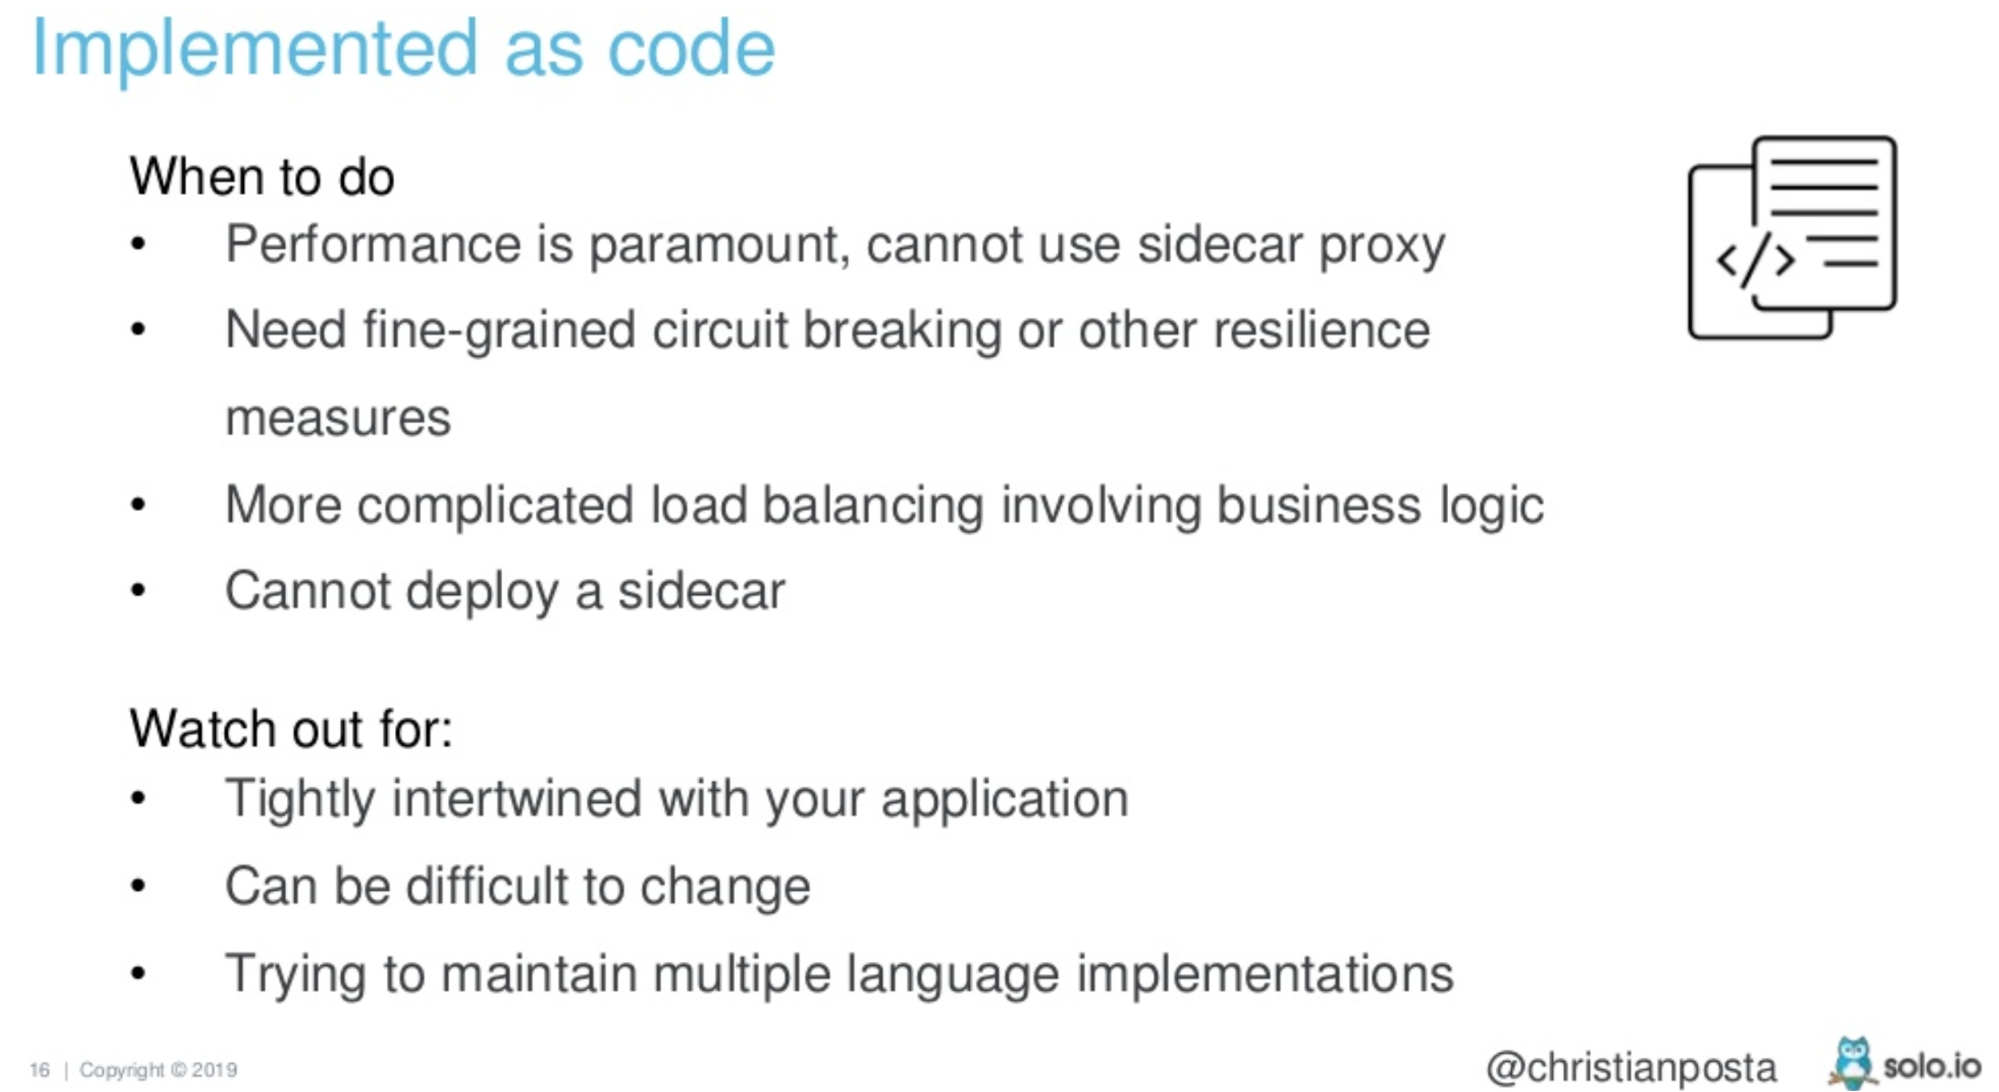 Implemented as code
When to do
• Performance is paramount, cannot use sidecar proxy
• Need fine-grained circuit breaking or other resilience
measures
• More complicated load balancing involving business logic
• Cannot deploy a sidecar
Watch out for:
• Tightly intertwined with your application
• Can be difficult to change
• Trying to maintain multiple language implementations
</>
16 | Copyright © 2019
@christianposta
solo.io